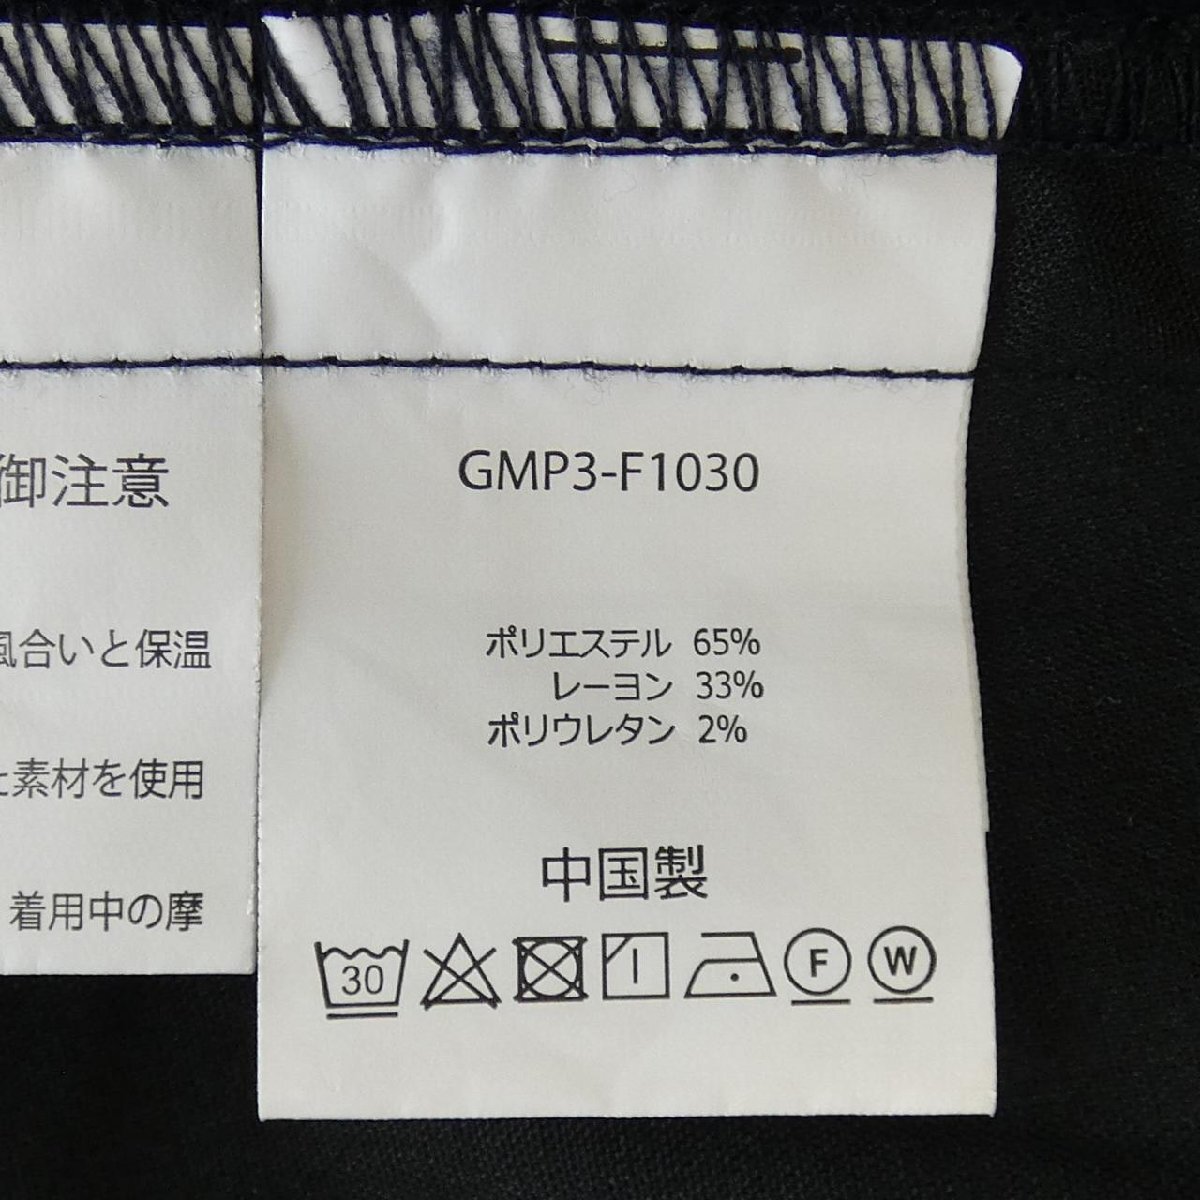 御注意
風合いと保温
た素材を使用
着用中の摩
GMP3-F1030
ポリエステル 65%
レーヨン 33%
ポリウレタン 2%
中国製
30 F W